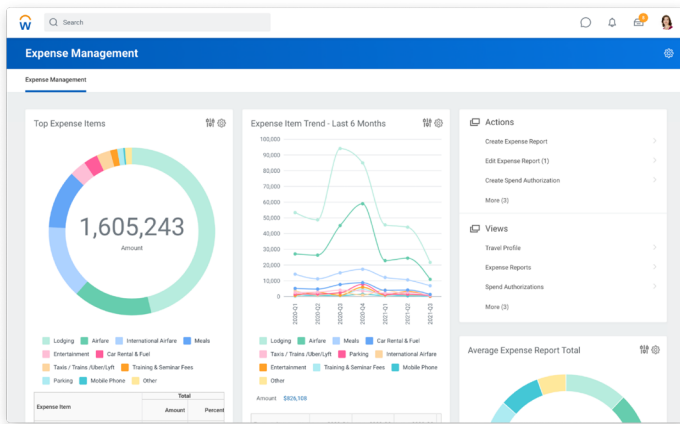 w
Search
Expense Management
Expense Management
Top Expense Items
1,605,243
Amount
Lodging Airfare International Airfare Meals
Entertainment Car Rental & Fuel
Taxis / Trains /Uber/Lyft Training & Seminar Fees
Parking Mobile Phone Other
Total
Expense Item Amount Percent
Expense Item Trend - Last 6 Months
100,000
90,000
80,000
70,000
60,000
50,000
40,000
30,000
20,000
10,000
0
2020-Q1 2020-Q2 2020-Q3 2020-Q4 2021-Q1 2021-Q2 2021-Q3
Lodging Airfare Meals Car Rental & Fuel
Taxis / Trains /Uber/Lyft Parking International Airfare
Entertainment Training & Seminar Fees Mobile Phone
Other
Amount $826,108
Actions
Create Expense Report
Edit Expense Report (1)
Create Spend Authorization
More (3)
Views
Travel Profile
Expense Reports
Spend Authorizations
More (3)
Average Expense Report Total